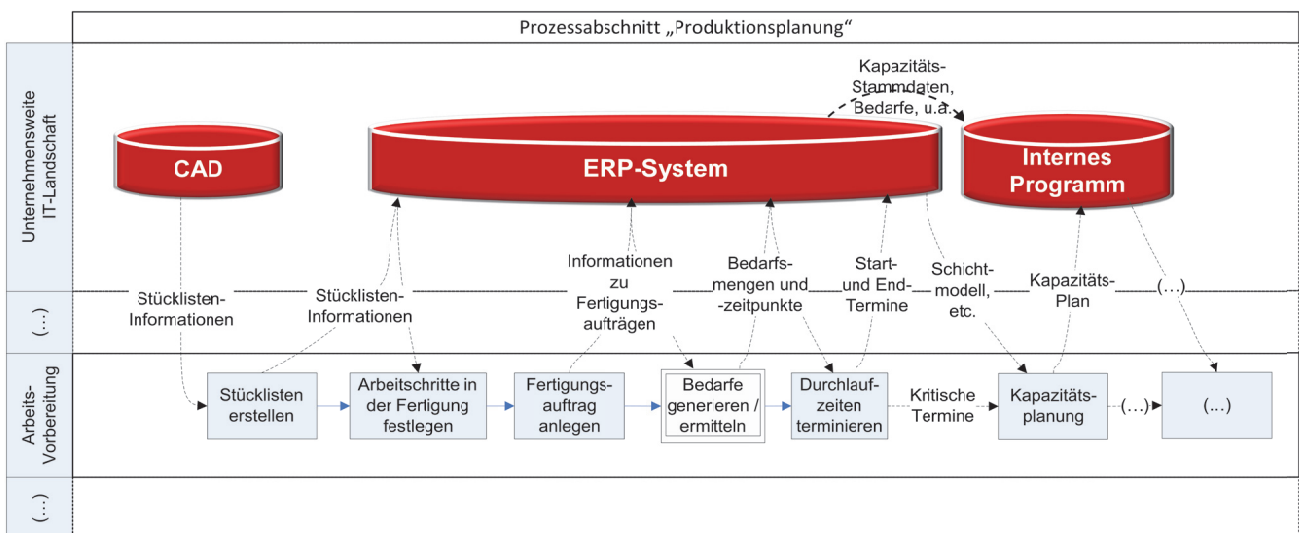 Prozessabschnitt „Produktionsplanung“
Unternehmensweite
IT-Landschaft
CAD
ERP-System
Kapazitäts-
Stammdaten,
Bedarfe, u.a.
Internes
Programm
(...)
Stücklisten-
Informationen
Stücklisten-
Informationen
Informationen
zu
Ferligungs-
aufträgen
Bedarfs-
mengen und
-zeitpunkte
Start-
und End-
Termine
Schicht-
modell,
etc.
Kapazitäts-
Plan
(...)
Arbeits-
Vorbereitung
Stücklisten
erstellen
Arbeitschritte in
der Ferligung
festlegen
Fertigungs-
auftrag
anlegen
Bedarfe
generieren /
ermitteln
Durchlauf-
zeiten
terminieren
Kritische
Termine
Kapazitäts-
planung
(...)
(...)
(...)